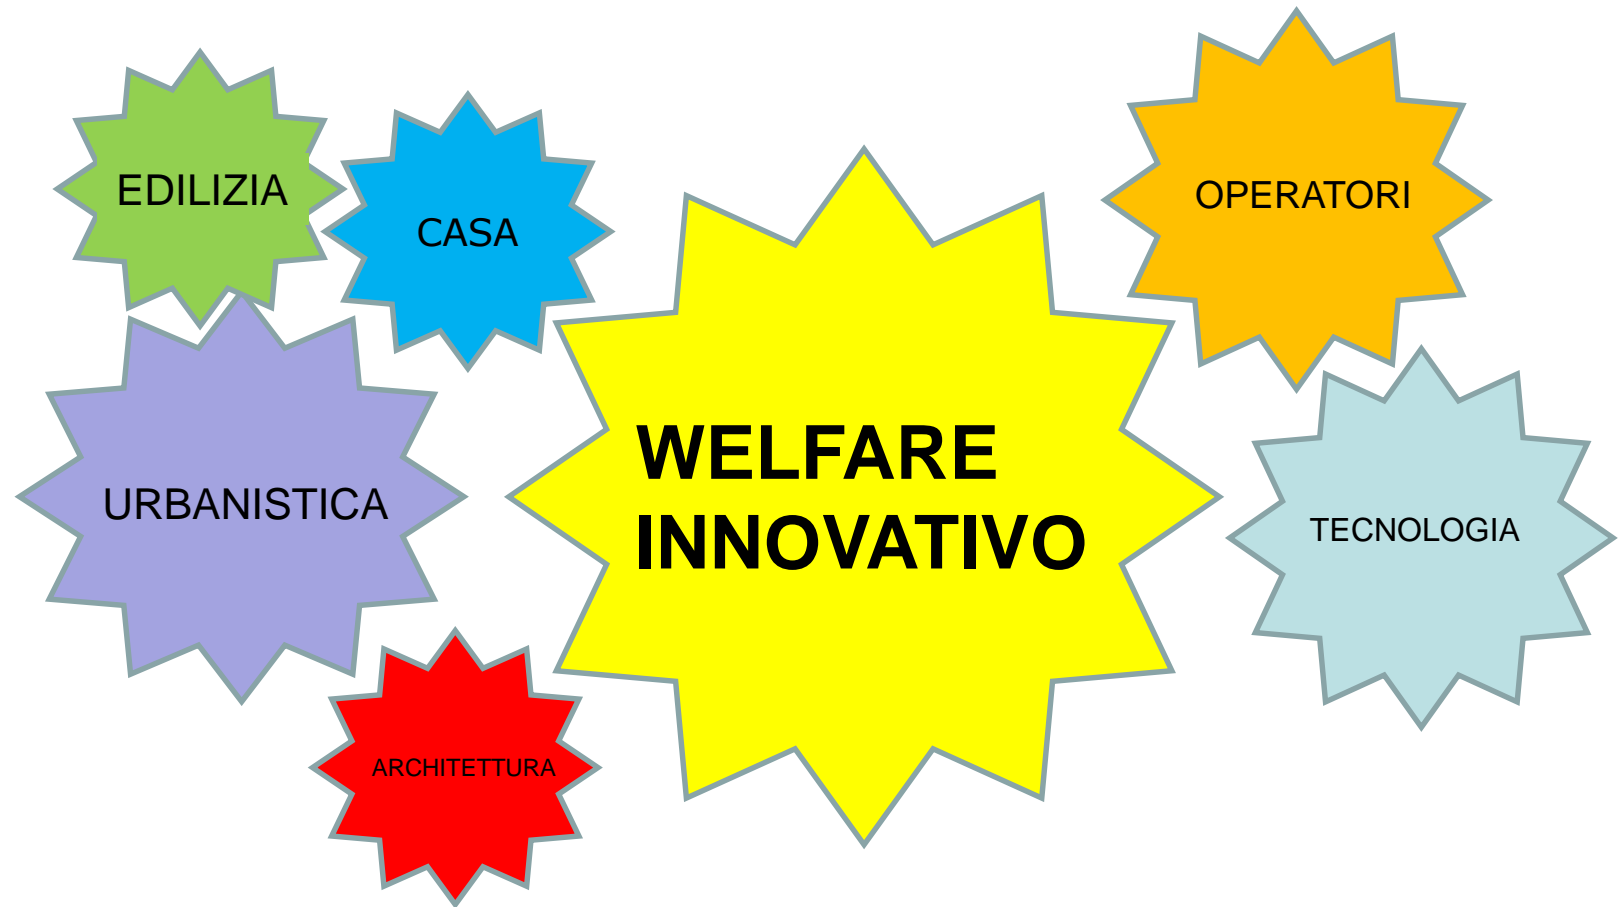 EDILIZIA
CASA
OPERATORI
WELFARE
INNOVATIVO
URBANISTICA
TECNOLOGIA
ARCHITETTURA